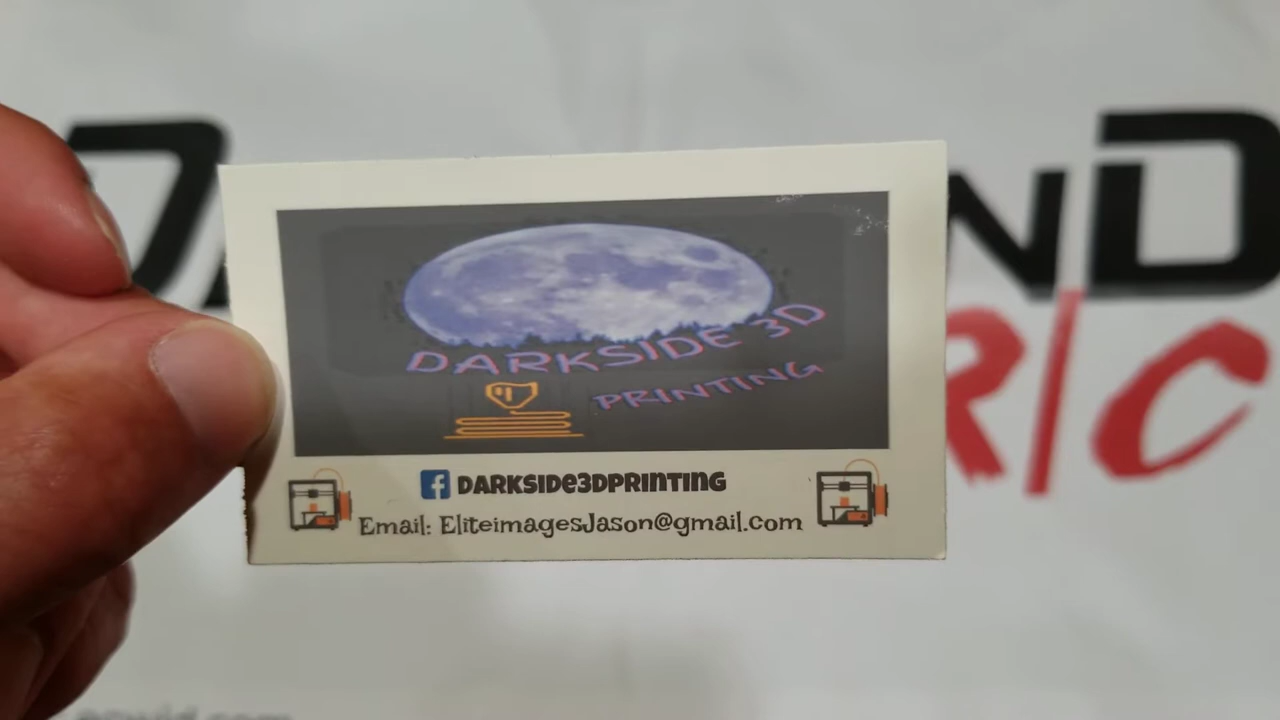 DARKSIDE 3D
PRINTING
DARKSIDE3DPRINTING
Email: EliteimagesJason@gmail.com
R/C